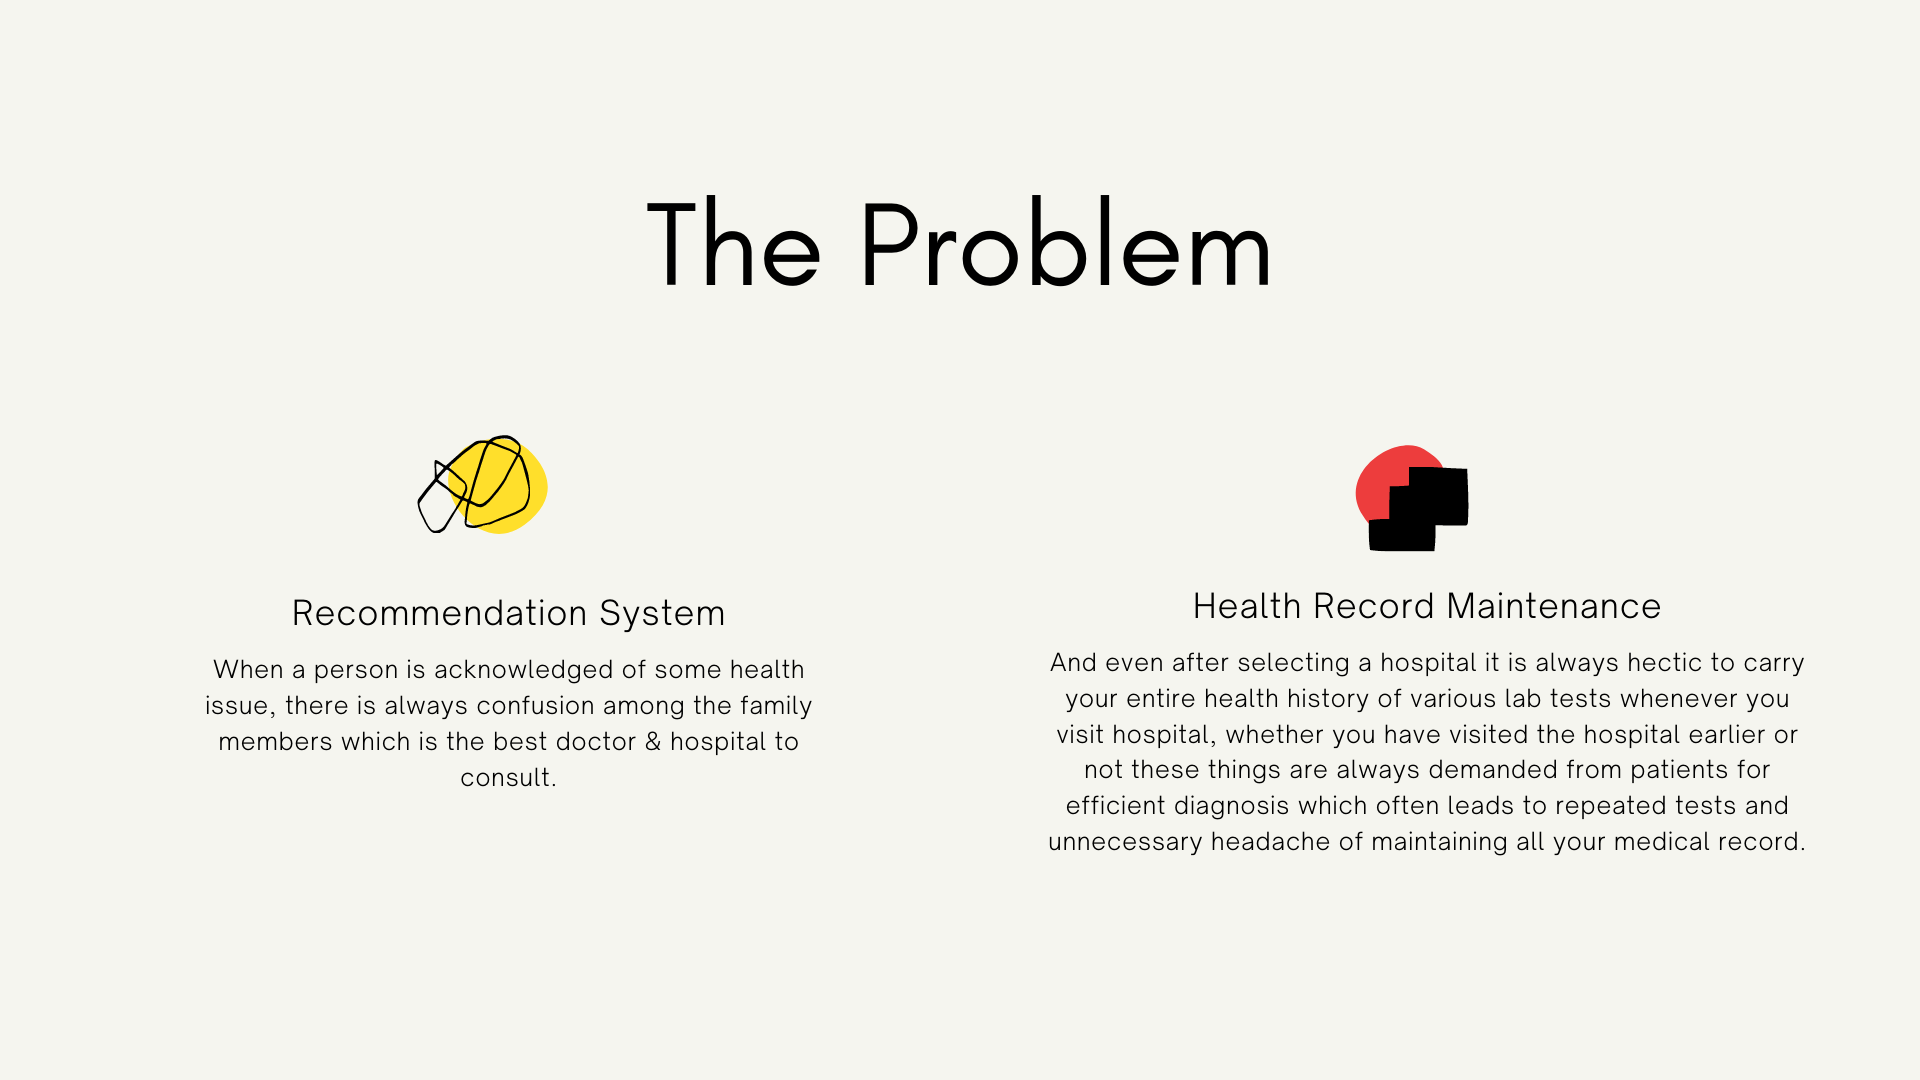 The Problem
Recommendation System
When a person is acknowledged of some health
issue, there is always confusion among the family
members which is the best doctor & hospital to
consult.
Health Record Maintenance
And even after selecting a hospital it is always hectic to carry
your entire health history of various lab tests whenever you
visit hospital, whether you have visited the hospital earlier or
not these things are always demanded from patients for
efficient diagnosis which often leads to repeated tests and
unnecessary headache of maintaining all your medical record.